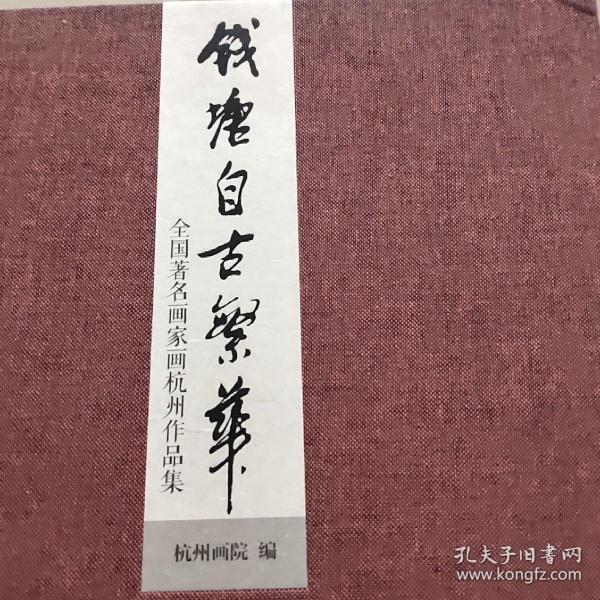 钱塘自古繁華
全国著名画家画杭州作品集
杭州画院 编
孔夫子旧书网
www.kongfz.com